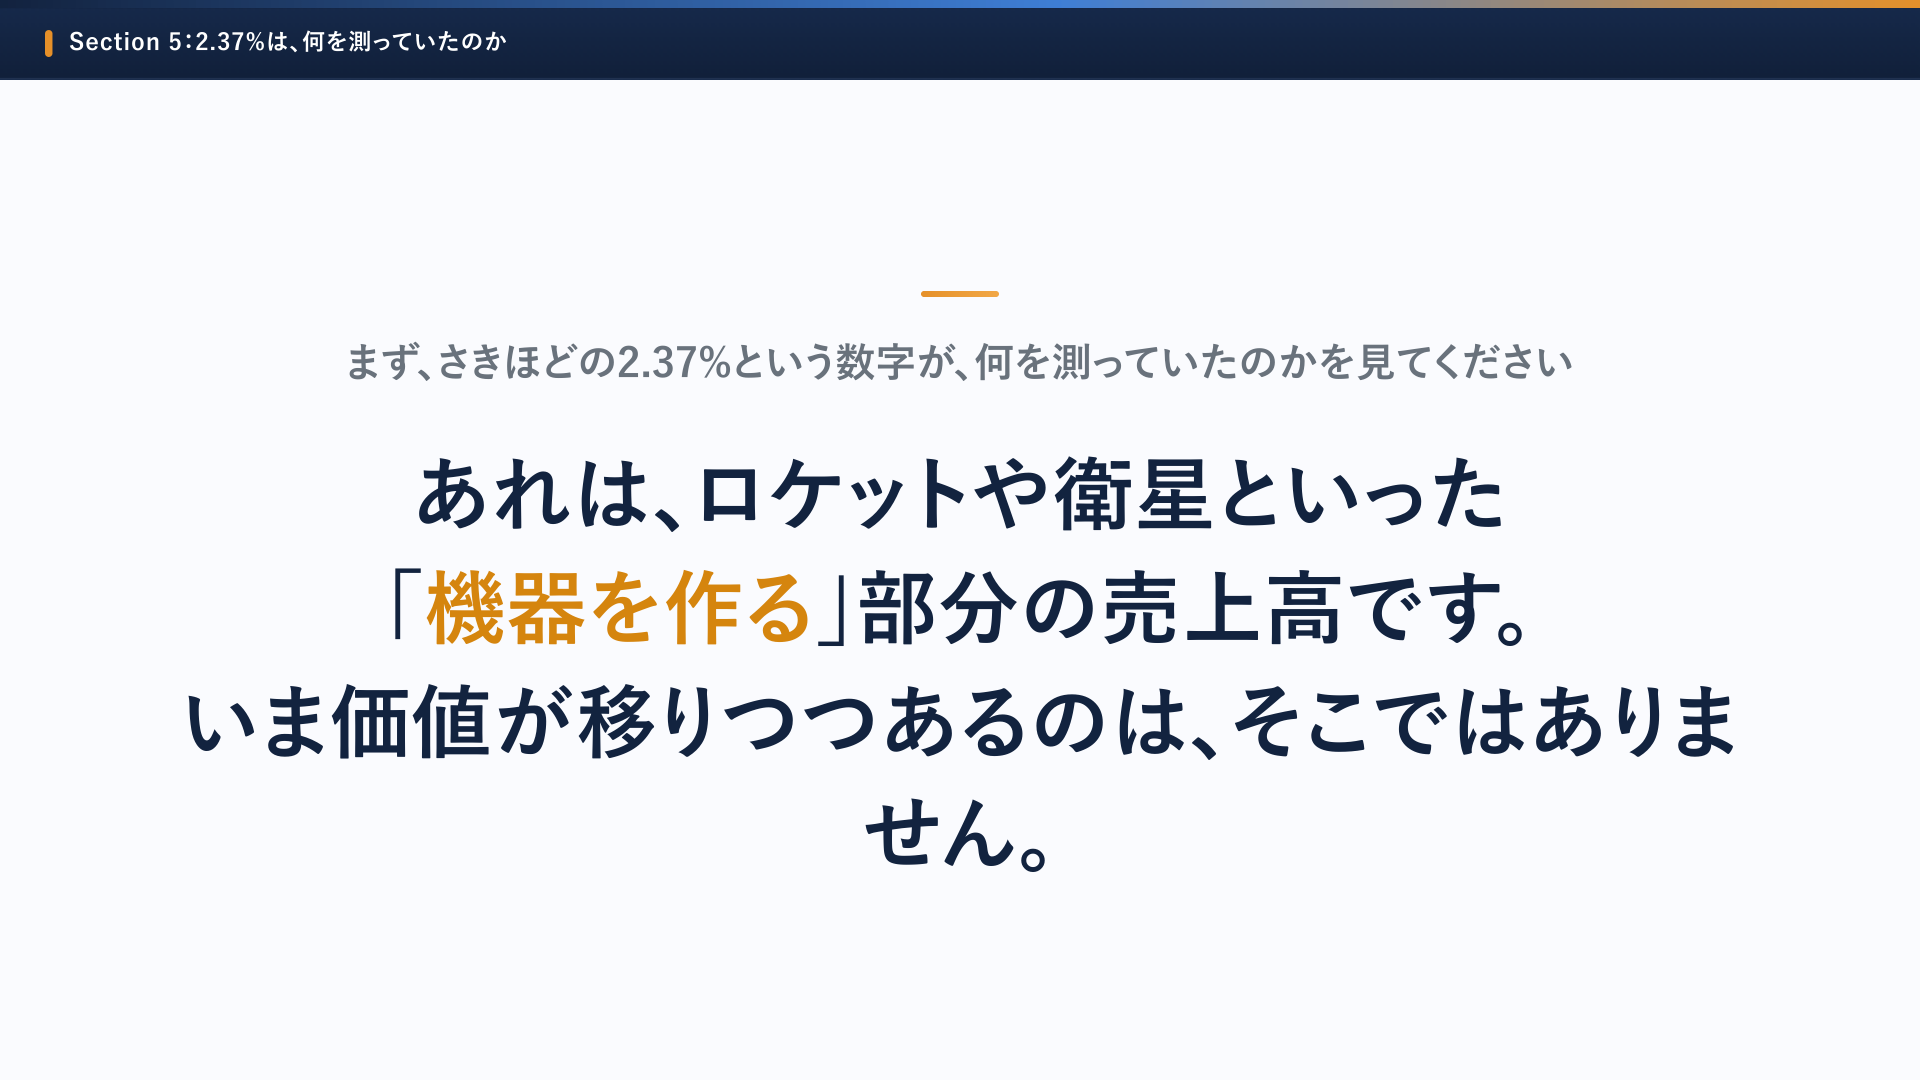 Section 5：2.37%は、何を測っていたのか
まず、さきほどの2.37%という数字が、何を測っていたのかを見てください
あれは、ロケットや衛星といった
「機器を作る」部分の売上高です。
いま価値が移りつつあるのは、そこではありま
せん。